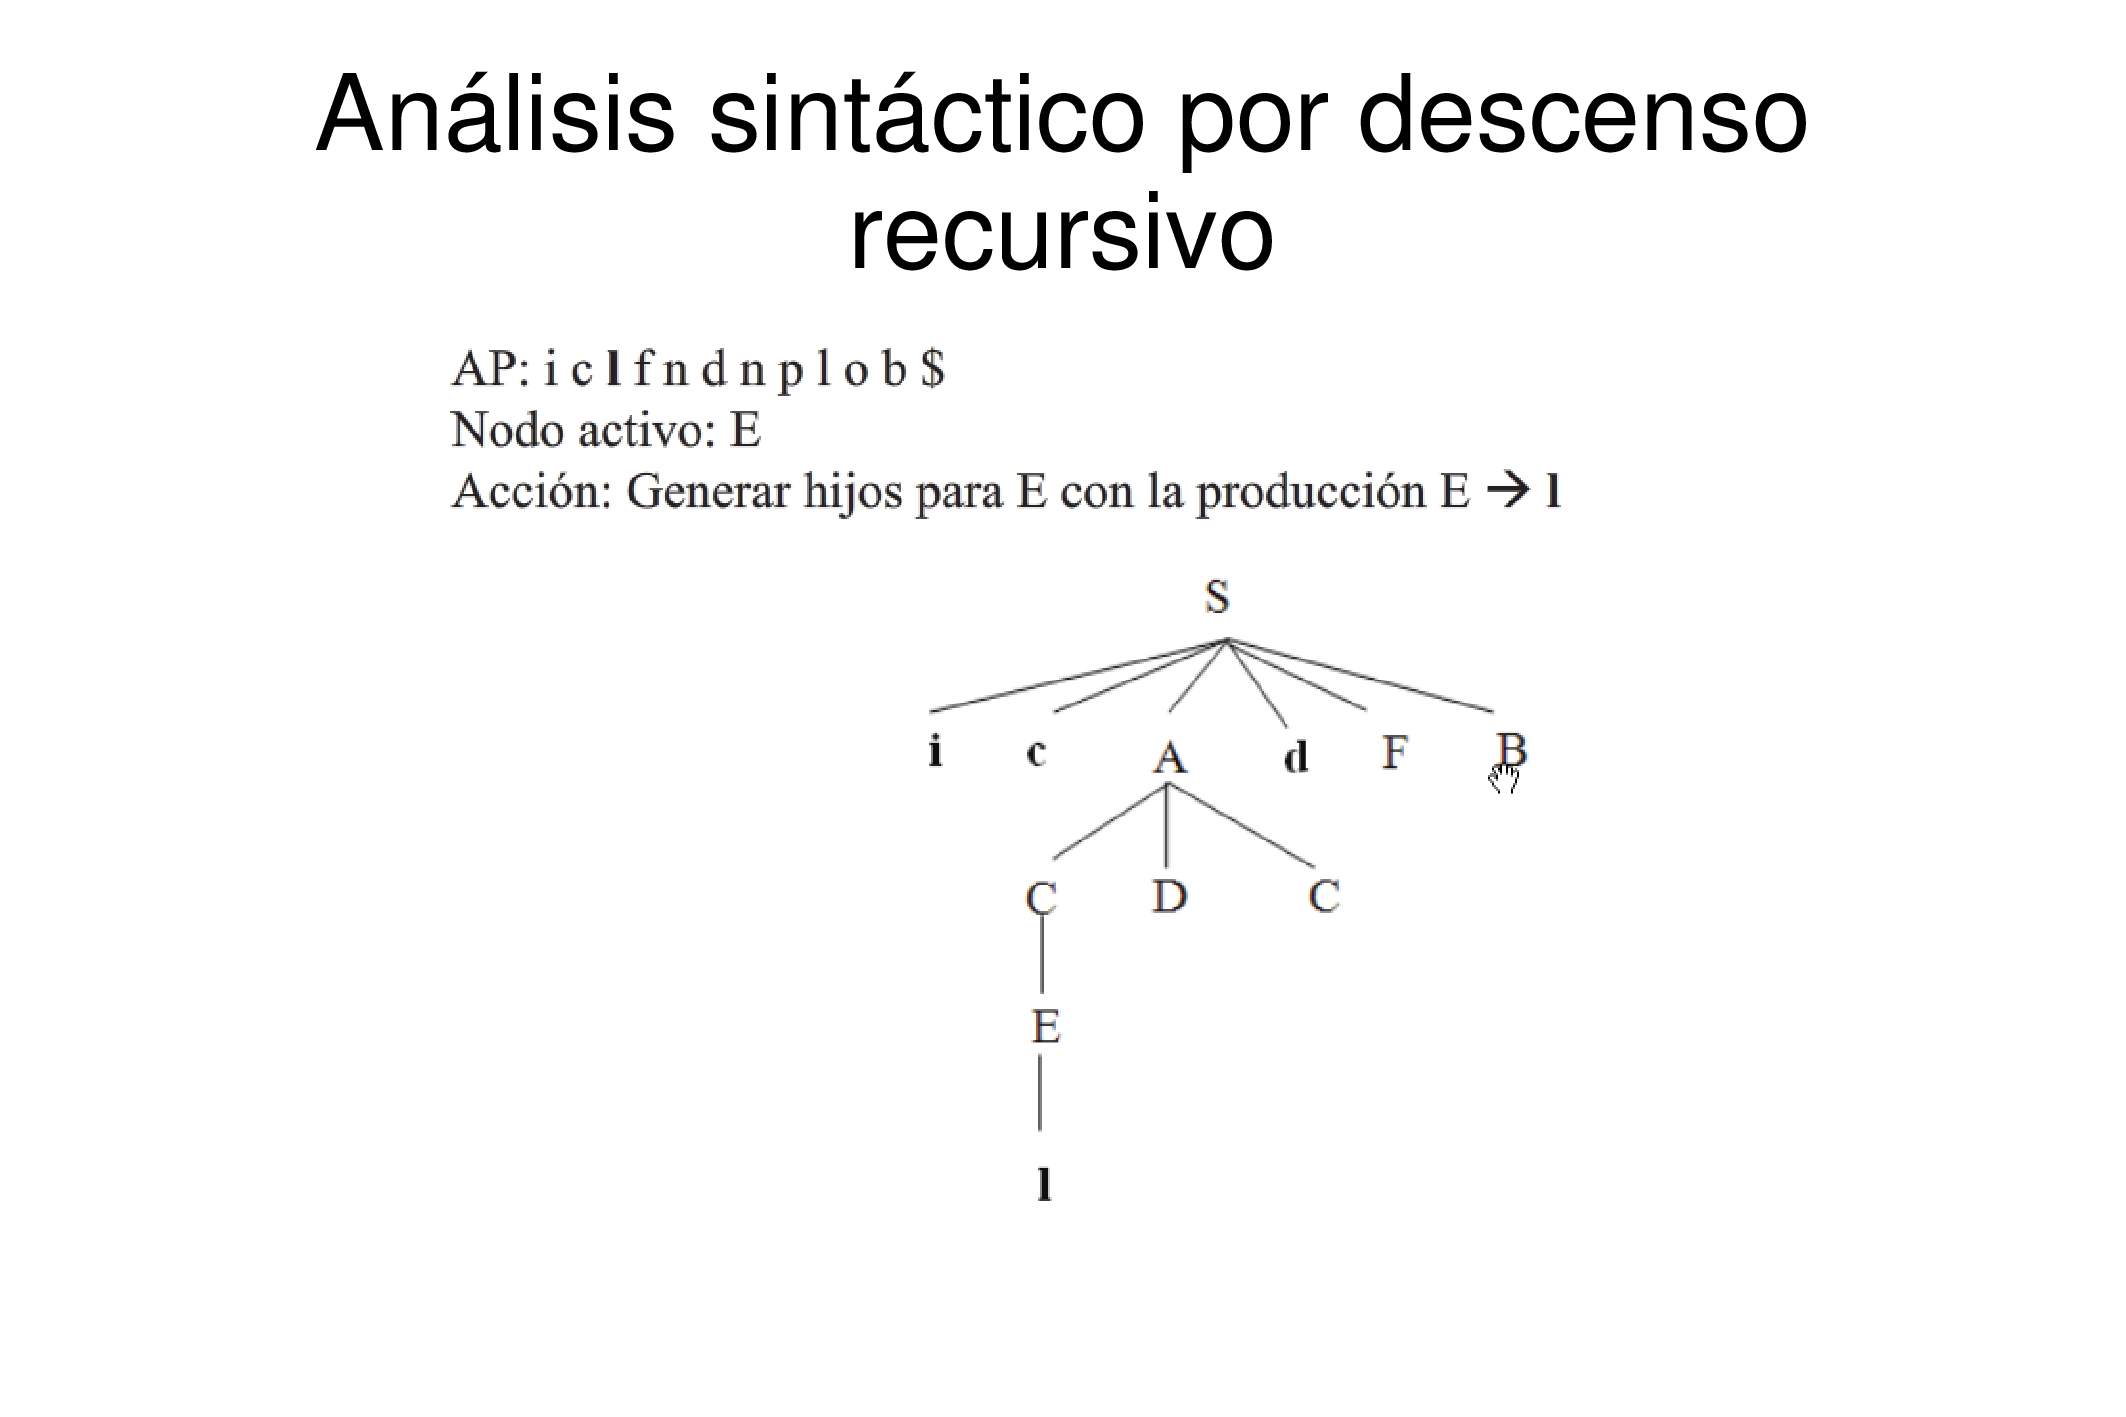 Análisis sintáctico por descenso
recursivo
AP: i c l f n d n p l o b $
Nodo activo: E
Acción: Generar hijos para E con la producción E → l
S
i c A d F B
C D C
E
l